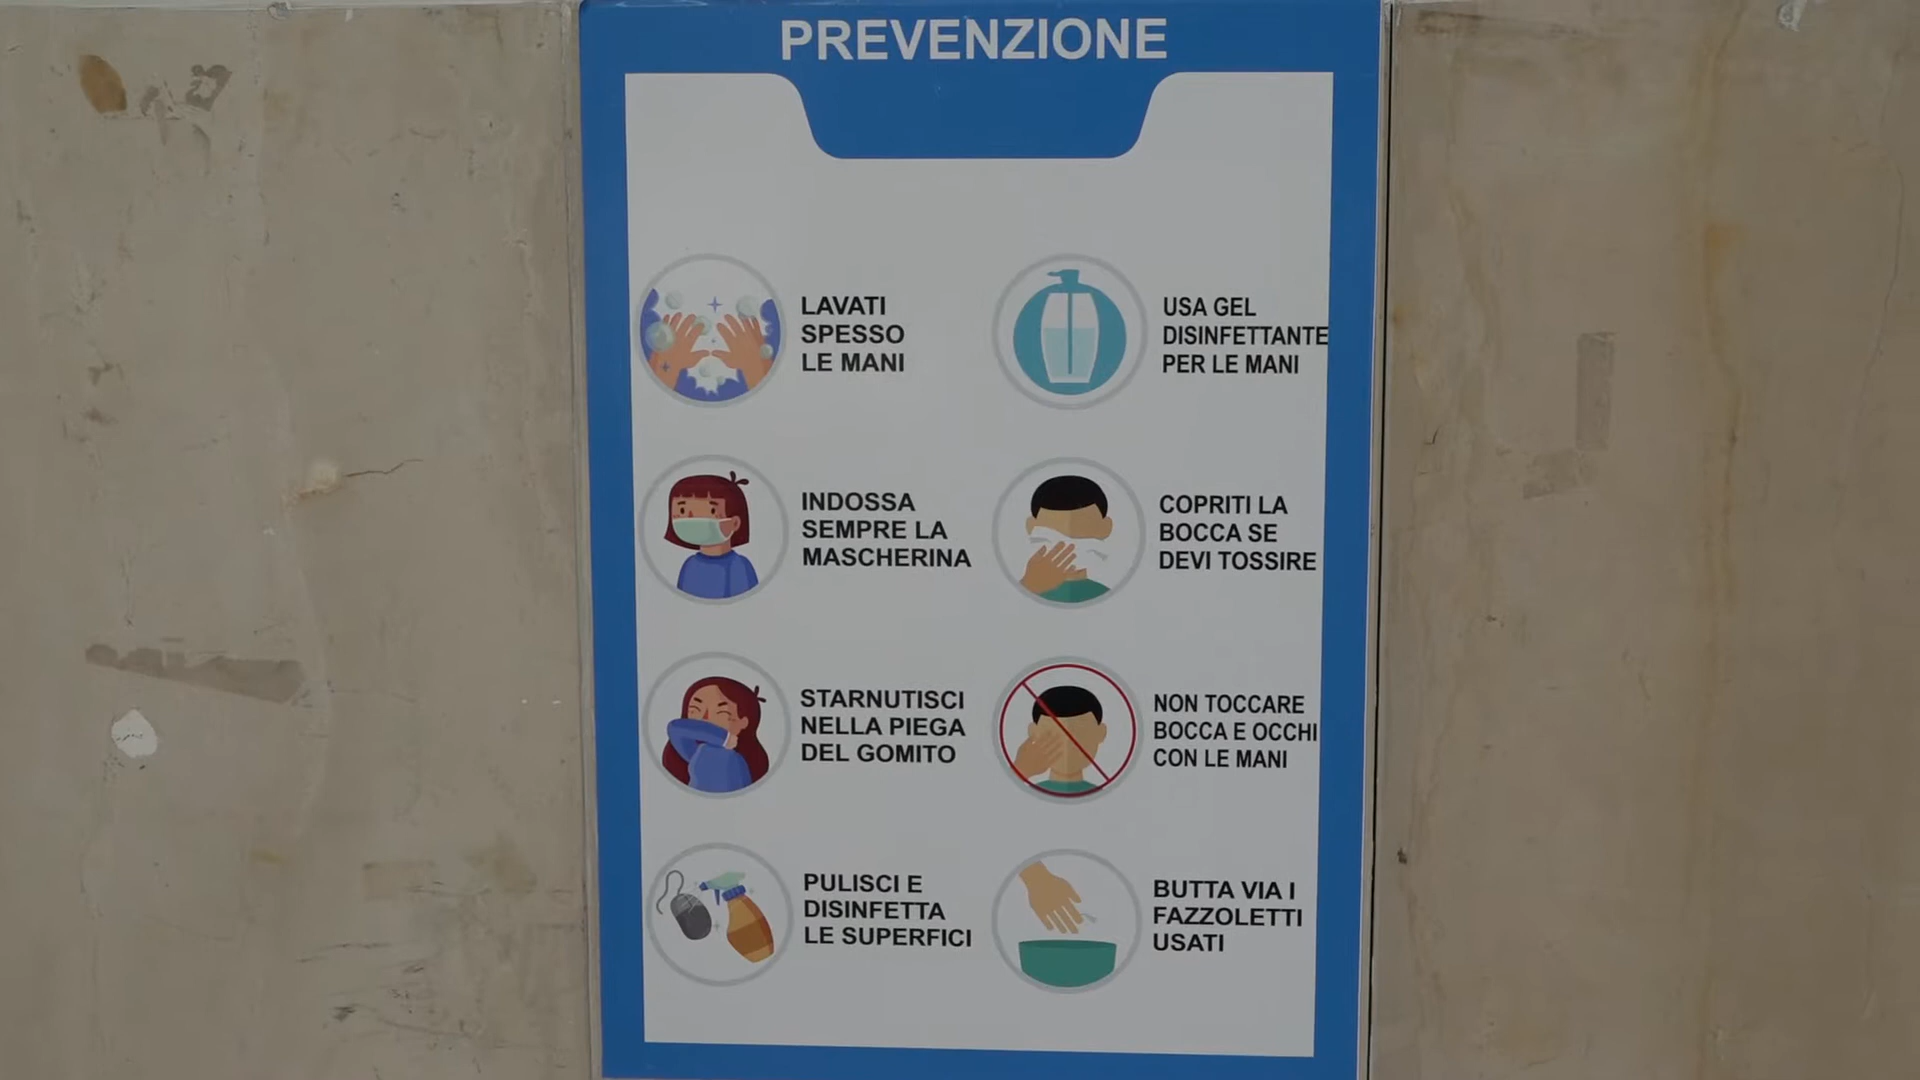 PREVENZIONE
LAVATI
SPESSO
LE MANI
USA GEL
DISINFETTANTE
PER LE MANI
INDOSSA
SEMPRE LA
MASCHERINA
COPRITI LA
BOCCA SE
DEVI TOSSIRE
STARNUTISCI
NELLA PIEGA
DEL GOMITO
NON TOCCARE
BOCCA E OCCHI
CON LE MANI
PULISCI E
DISINFETTA
LE SUPERFICI
BUTTA VIA I
FAZZOLETTI
USATI